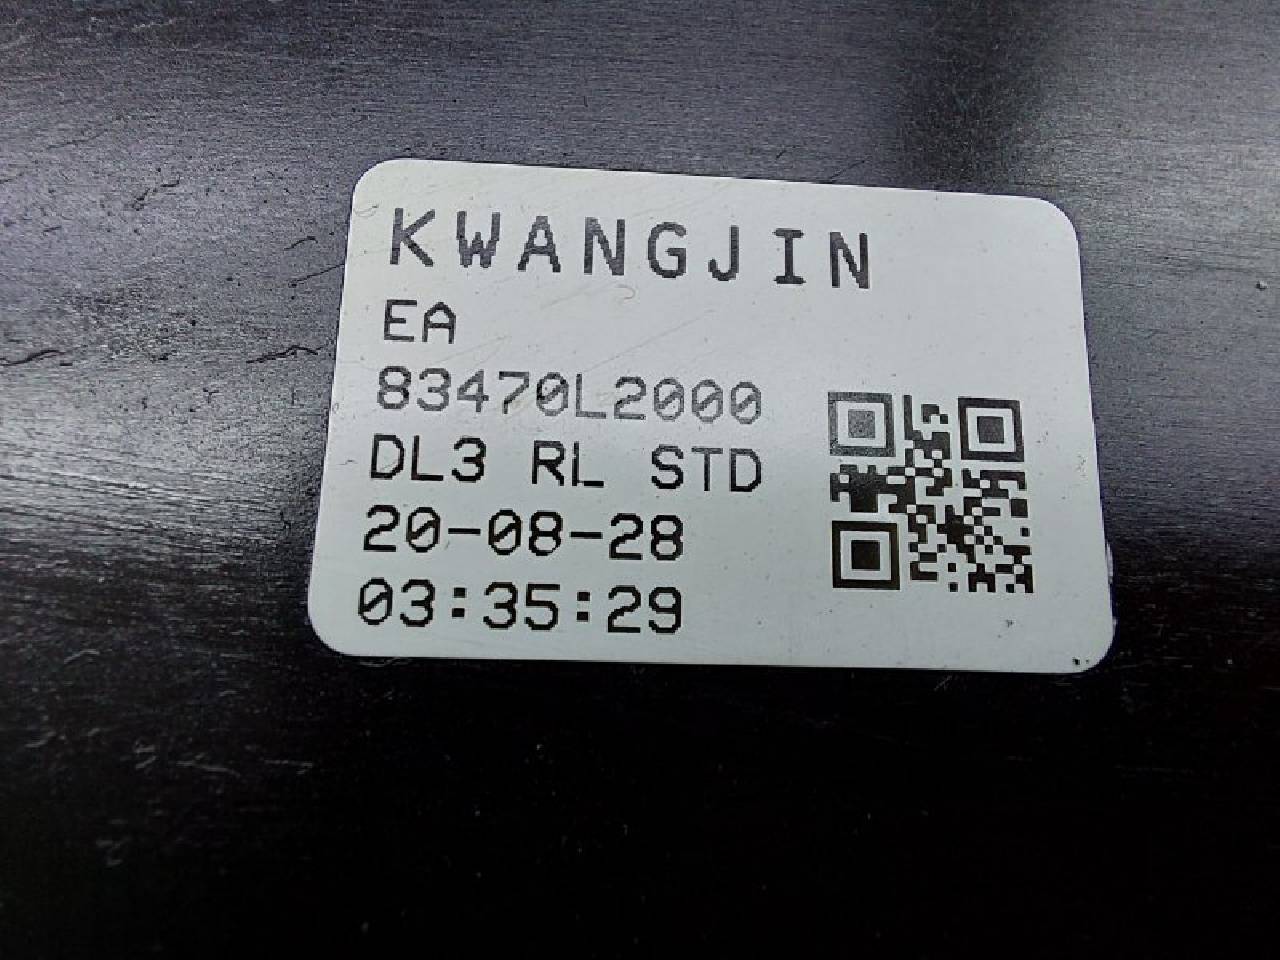 KWANGJIN
EA
83470L2000
DL3 RL STD
20-08-28
03:35:29